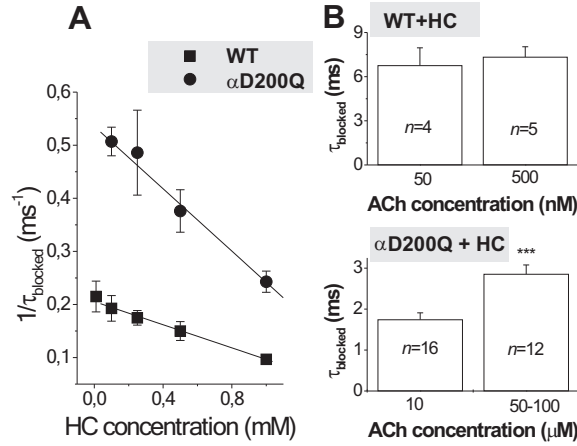 A
WT
αD200Q
0,6
0,5
0,4
0,3
0,2
0,1
1/τblocked (ms-1)
0,0 0,4 0,8
HC concentration (mM)
B
WT+HC
9
6
3
0
τblocked (ms)
n=4 n=5
50 500
ACh concentration (nM)
αD200Q + HC
***
3
2
1
0
τblocked (ms)
n=16 n=12
10 50-100
ACh concentration (μM)